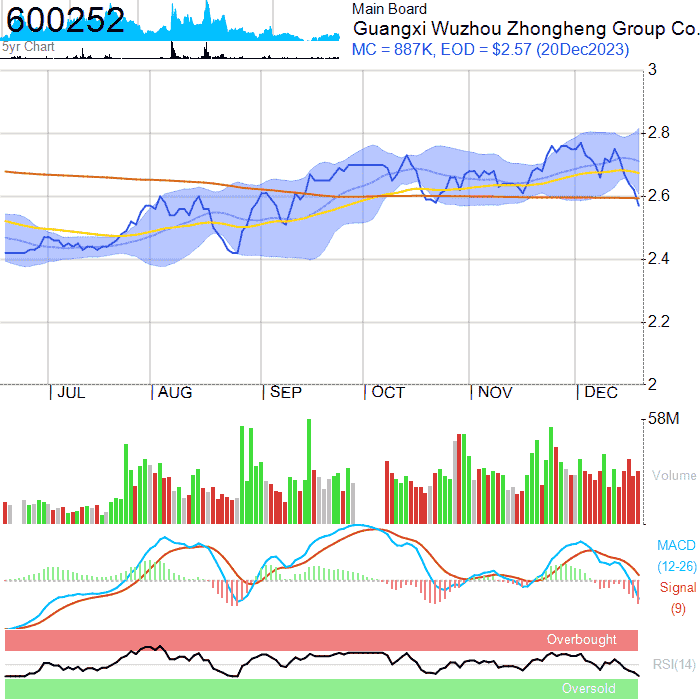 600252
5yr Chart
Main Board
Guangxi Wuzhou Zhongheng Group Co.
MC = 887K, EOD = $2.57 (20Dec2023)
3
2.8
2.6
2.4
2.2
2
JUL
AUG
SEP
OCT
NOV
DEC
58M
Volume
MACD
(12-26)
Signal
(9)
Overbought
RSI(14)
Oversold